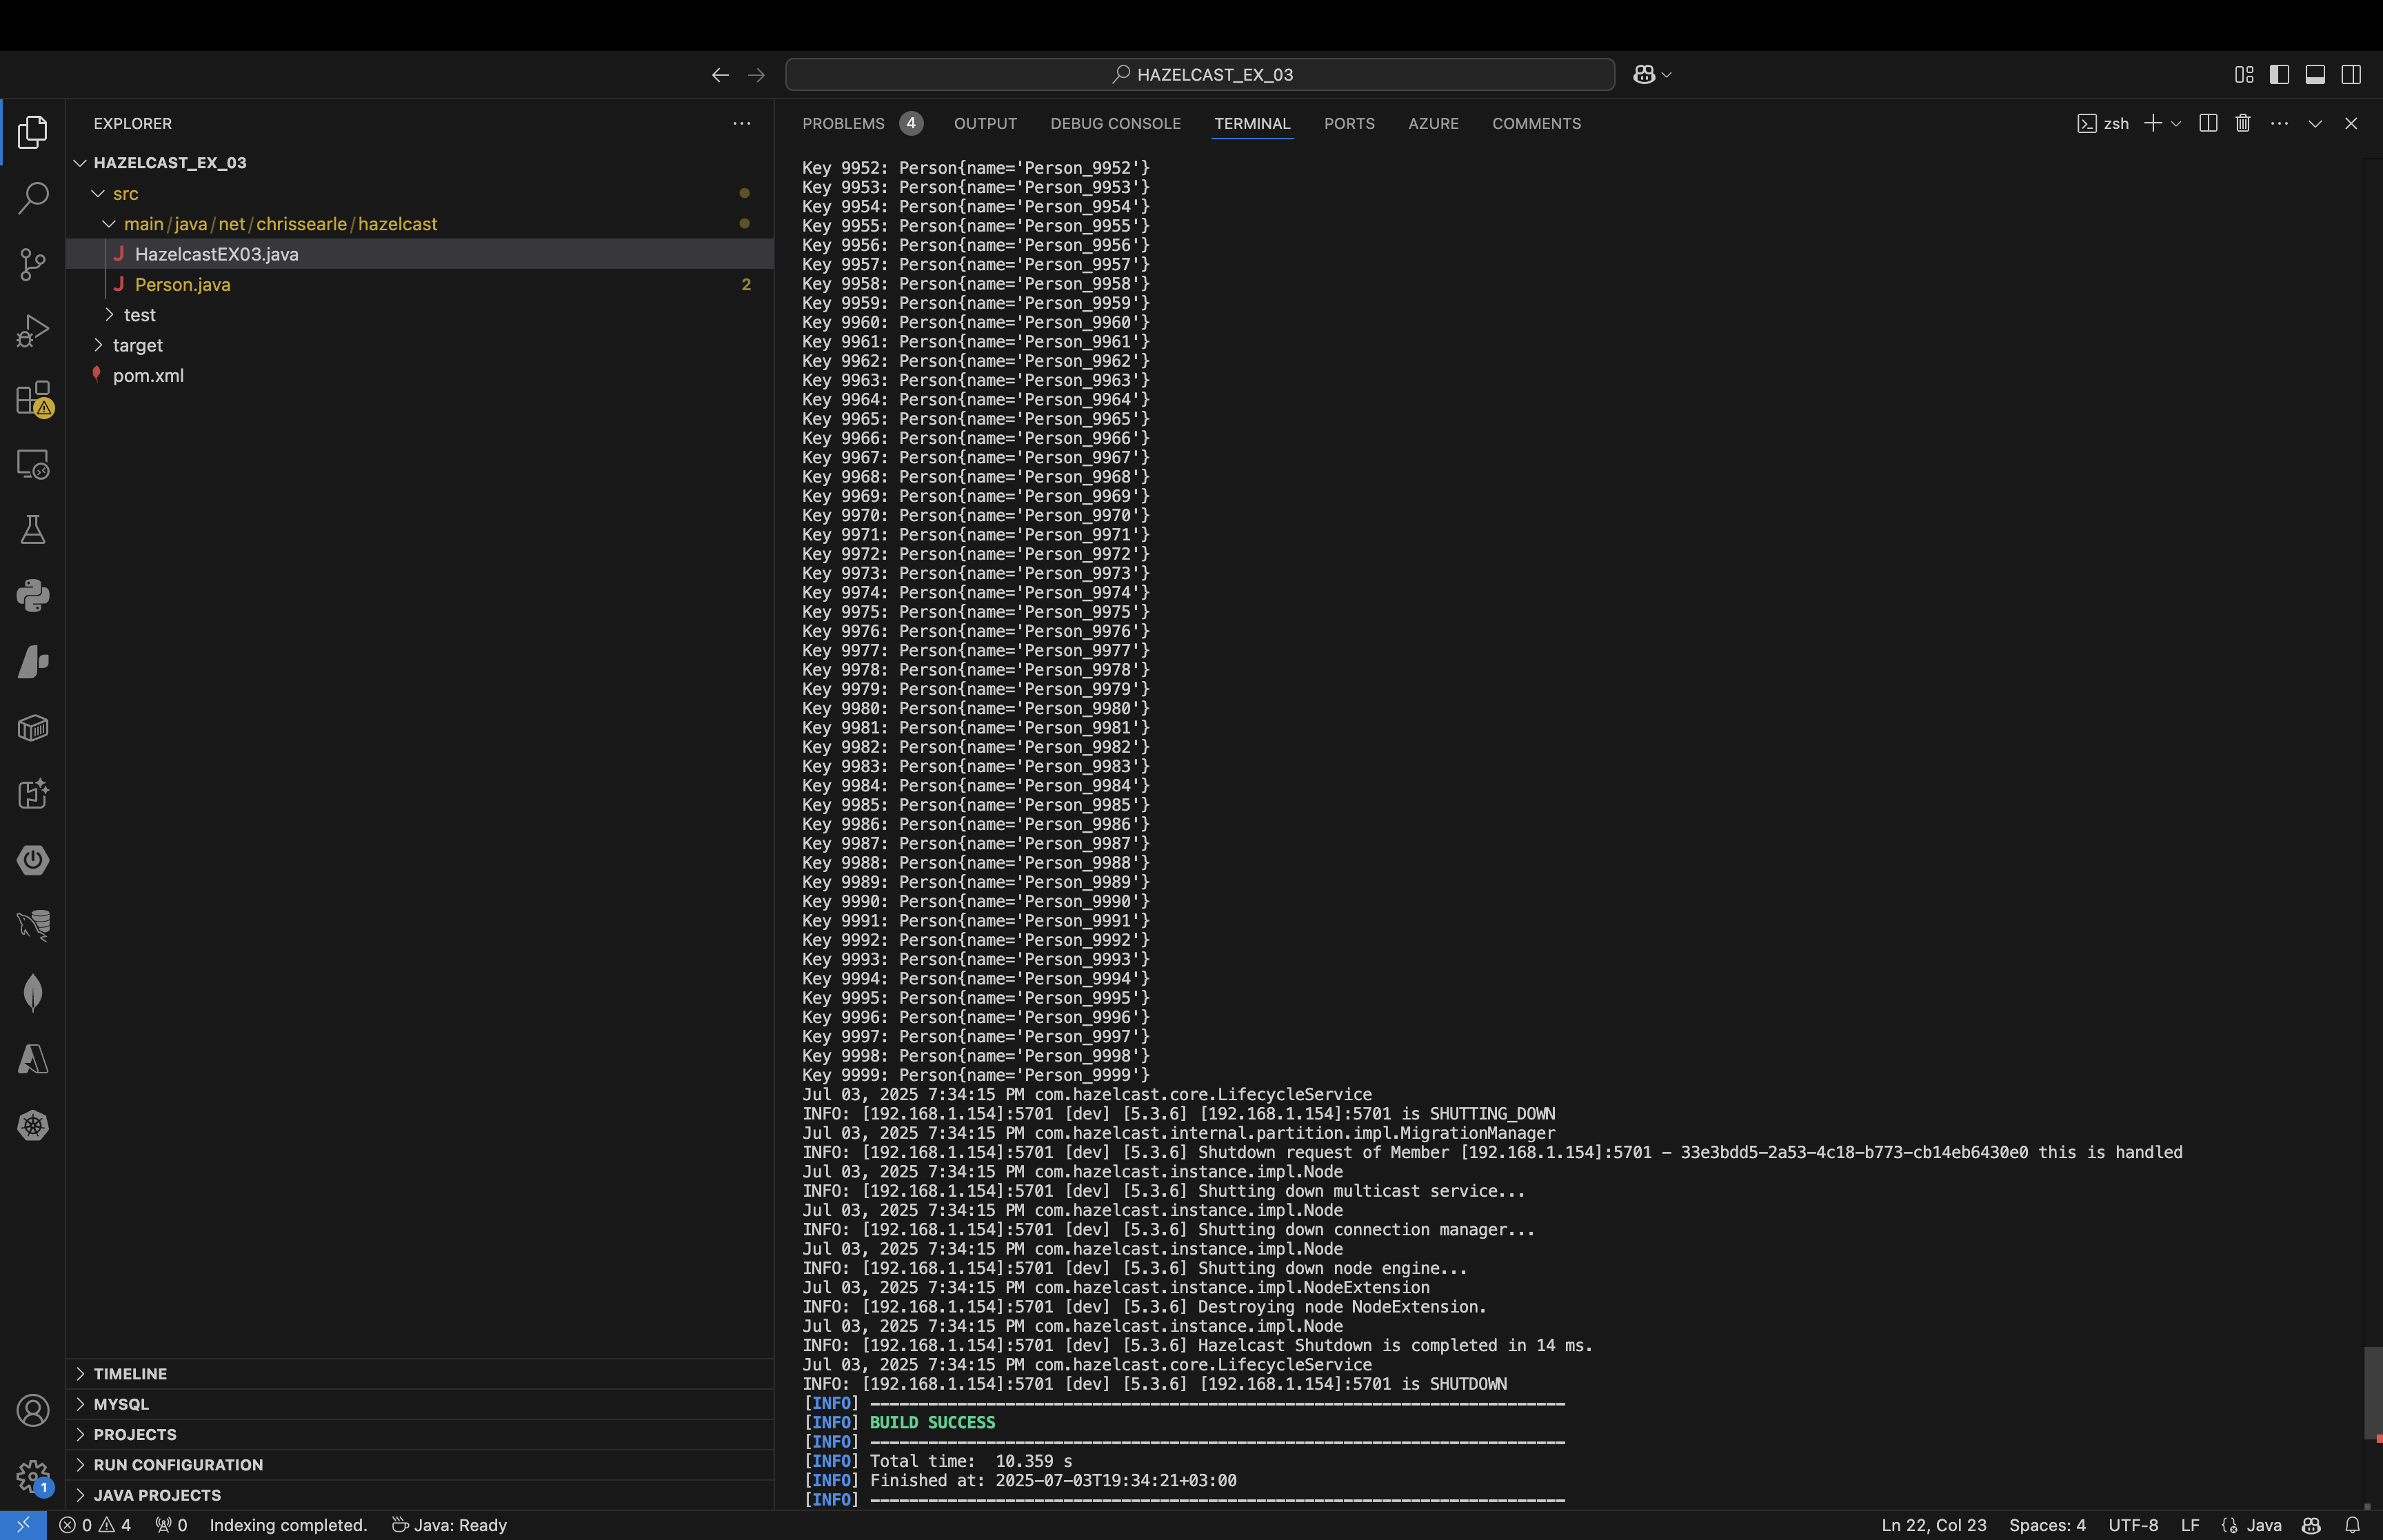 HAZELCAST_EX_03
EXPLORER
HAZELCAST_EX_03
src
main/java/net/chrissearle/hazelcast
HazelcastEX03.java
Person.java 2
test
target
pom.xml
TIMELINE
MYSQL
PROJECTS
RUN CONFIGURATION
JAVA PROJECTS
1
PROBLEMS 4 OUTPUT DEBUG CONSOLE TERMINAL PORTS AZURE COMMENTS zsh
Key 9952: Person{name='Person_9952'}
Key 9953: Person{name='Person_9953'}
Key 9954: Person{name='Person_9954'}
Key 9955: Person{name='Person_9955'}
Key 9956: Person{name='Person_9956'}
Key 9957: Person{name='Person_9957'}
Key 9958: Person{name='Person_9958'}
Key 9959: Person{name='Person_9959'}
Key 9960: Person{name='Person_9960'}
Key 9961: Person{name='Person_9961'}
Key 9962: Person{name='Person_9962'}
Key 9963: Person{name='Person_9963'}
Key 9964: Person{name='Person_9964'}
Key 9965: Person{name='Person_9965'}
Key 9966: Person{name='Person_9966'}
Key 9967: Person{name='Person_9967'}
Key 9968: Person{name='Person_9968'}
Key 9969: Person{name='Person_9969'}
Key 9970: Person{name='Person_9970'}
Key 9971: Person{name='Person_9971'}
Key 9972: Person{name='Person_9972'}
Key 9973: Person{name='Person_9973'}
Key 9974: Person{name='Person_9974'}
Key 9975: Person{name='Person_9975'}
Key 9976: Person{name='Person_9976'}
Key 9977: Person{name='Person_9977'}
Key 9978: Person{name='Person_9978'}
Key 9979: Person{name='Person_9979'}
Key 9980: Person{name='Person_9980'}
Key 9981: Person{name='Person_9981'}
Key 9982: Person{name='Person_9982'}
Key 9983: Person{name='Person_9983'}
Key 9984: Person{name='Person_9984'}
Key 9985: Person{name='Person_9985'}
Key 9986: Person{name='Person_9986'}
Key 9987: Person{name='Person_9987'}
Key 9988: Person{name='Person_9988'}
Key 9989: Person{name='Person_9989'}
Key 9990: Person{name='Person_9990'}
Key 9991: Person{name='Person_9991'}
Key 9992: Person{name='Person_9992'}
Key 9993: Person{name='Person_9993'}
Key 9994: Person{name='Person_9994'}
Key 9995: Person{name='Person_9995'}
Key 9996: Person{name='Person_9996'}
Key 9997: Person{name='Person_9997'}
Key 9998: Person{name='Person_9998'}
Key 9999: Person{name='Person_9999'}
Jul 03, 2025 7:34:15 PM com.hazelcast.core.LifecycleService
INFO: [192.168.1.154]:5701 [dev] [5.3.6] [192.168.1.154]:5701 is SHUTTING_DOWN
Jul 03, 2025 7:34:15 PM com.hazelcast.internal.partition.impl.MigrationManager
INFO: [192.168.1.154]:5701 [dev] [5.3.6] Shutdown request of Member [192.168.1.154]:5701 - 33e3bdd5-2a53-4c18-b773-cb14eb6430e0 this is handled
Jul 03, 2025 7:34:15 PM com.hazelcast.instance.impl.Node
INFO: [192.168.1.154]:5701 [dev] [5.3.6] Shutting down multicast service...
Jul 03, 2025 7:34:15 PM com.hazelcast.instance.impl.Node
INFO: [192.168.1.154]:5701 [dev] [5.3.6] Shutting down connection manager...
Jul 03, 2025 7:34:15 PM com.hazelcast.instance.impl.Node
INFO: [192.168.1.154]:5701 [dev] [5.3.6] Shutting down node engine...
Jul 03, 2025 7:34:15 PM com.hazelcast.instance.impl.NodeExtension
INFO: [192.168.1.154]:5701 [dev] [5.3.6] Destroying node NodeExtension.
Jul 03, 2025 7:34:15 PM com.hazelcast.instance.impl.Node
INFO: [192.168.1.154]:5701 [dev] [5.3.6] Hazelcast Shutdown is completed in 14 ms.
Jul 03, 2025 7:34:15 PM com.hazelcast.core.LifecycleService
INFO: [192.168.1.154]:5701 [dev] [5.3.6] [192.168.1.154]:5701 is SHUTDOWN
[INFO] ------------------------------------------------------------------------
[INFO] BUILD SUCCESS
[INFO] ------------------------------------------------------------------------
[INFO] Total time:  10.359 s
[INFO] Finished at: 2025-07-03T19:34:21+03:00
[INFO] ------------------------------------------------------------------------
0 4 0 Indexing completed. Java: Ready Ln 22, Col 23 Spaces: 4 UTF-8 LF Java